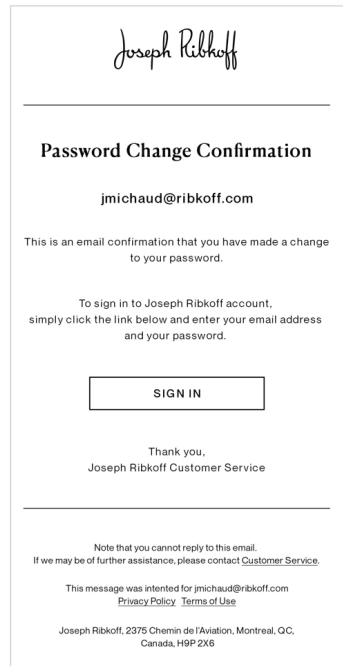 Joseph Ribkoff
Password Change Confirmation
jmichaud@ribkoff.com
This is an email confirmation that you have made a change
to your password.
To sign in to Joseph Ribkoff account,
simply click the link below and enter your email address
and your password.
SIGN IN
Thank you,
Joseph Ribkoff Customer Service
Note that you cannot reply to this email.
If we may be of further assistance, please contact Customer Service.
This message was intended for jmichaud@ribkoff.com
Privacy Policy Terms of Use
Joseph Ribkoff, 2375 Chemin de l'Aviation, Montreal, QC,
Canada, H9P 2X6